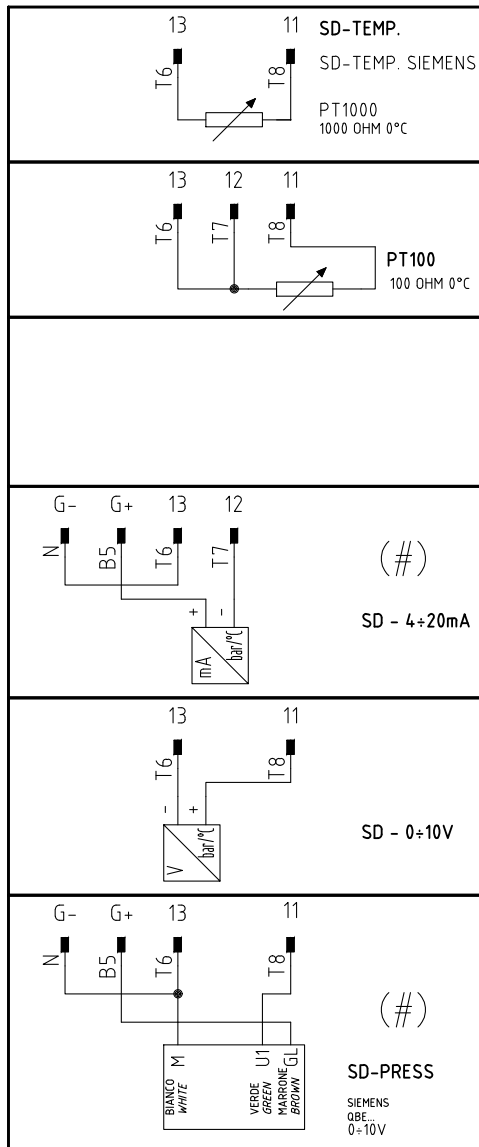 13 11 SD-TEMP.
T6 T8 SD-TEMP. SIEMENS
PT1000
1000 OHM 0°C
13 12 11
T6 T7 T8
PT100
100 OHM 0°C
G- G+ 13 12
N B5 T6 T7
(#)
+ -
mA bar/°C
SD - 4÷20mA
13 11
T6 T8
- +
V bar/°C
SD - 0÷10V
G- G+ 13 11
N B5 T6 T8
(#)
BIANCO
WHITE
M
VERDE
GREEN
U1
MARRONE
BROWN
GL
SD-PRESS
SIEMENS
QBE...
0÷10V